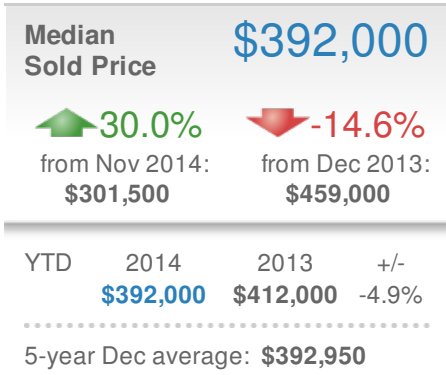 Median $392,000
Sold Price
30.0% -14.6%
from Nov 2014: from Dec 2013:
$301,500 $459,000
YTD 2014 2013 +/-
$392,000 $412,000 -4.9%
5-year Dec average: $392,950